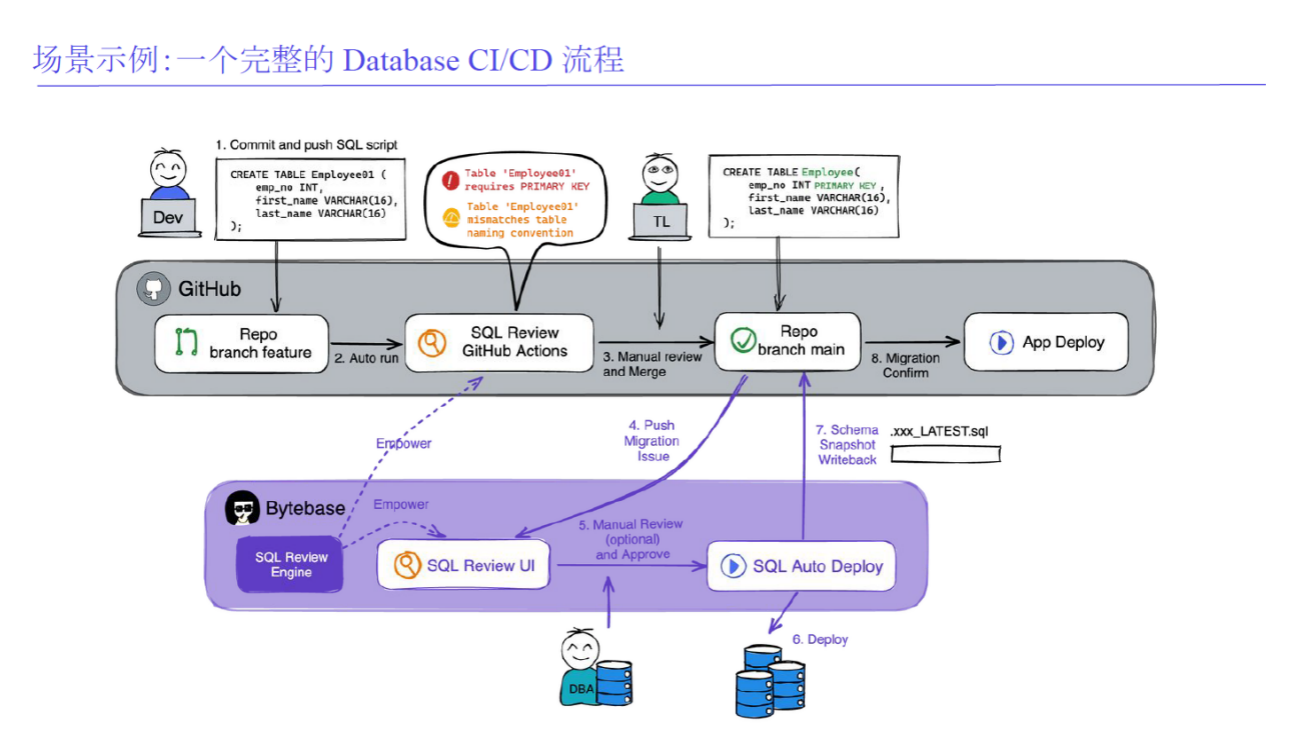 场景示例：一个完整的 Database CI/CD 流程
1. Commit and push SQL script
CREATE TABLE Employee01 (
emp_no INT,
first_name VARCHAR(16),
last_name VARCHAR(16)
);
Dev
Table 'Employee01'
requires PRIMARY KEY
Table 'Employee01'
mismatches table
naming convention
TL
CREATE TABLE Employee(
emp_no INT PRIMARY KEY ,
first_name VARCHAR(16),
last_name VARCHAR(16)
);
GitHub
Repo
branch feature
2. Auto run
SQL Review
GitHub Actions
3. Manual review
and Merge
Repo
branch main
8. Migration
Confirm
App Deploy
Empower
4. Push
Migration
Issue
7. Schema
Snapshot
Writeback
.xxx_LATEST.sql
Bytebase
Empower
SQL Review
Engine
SQL Review UI
5. Manual Review
(optional)
and Approve
SQL Auto Deploy
6. Deploy
DBA